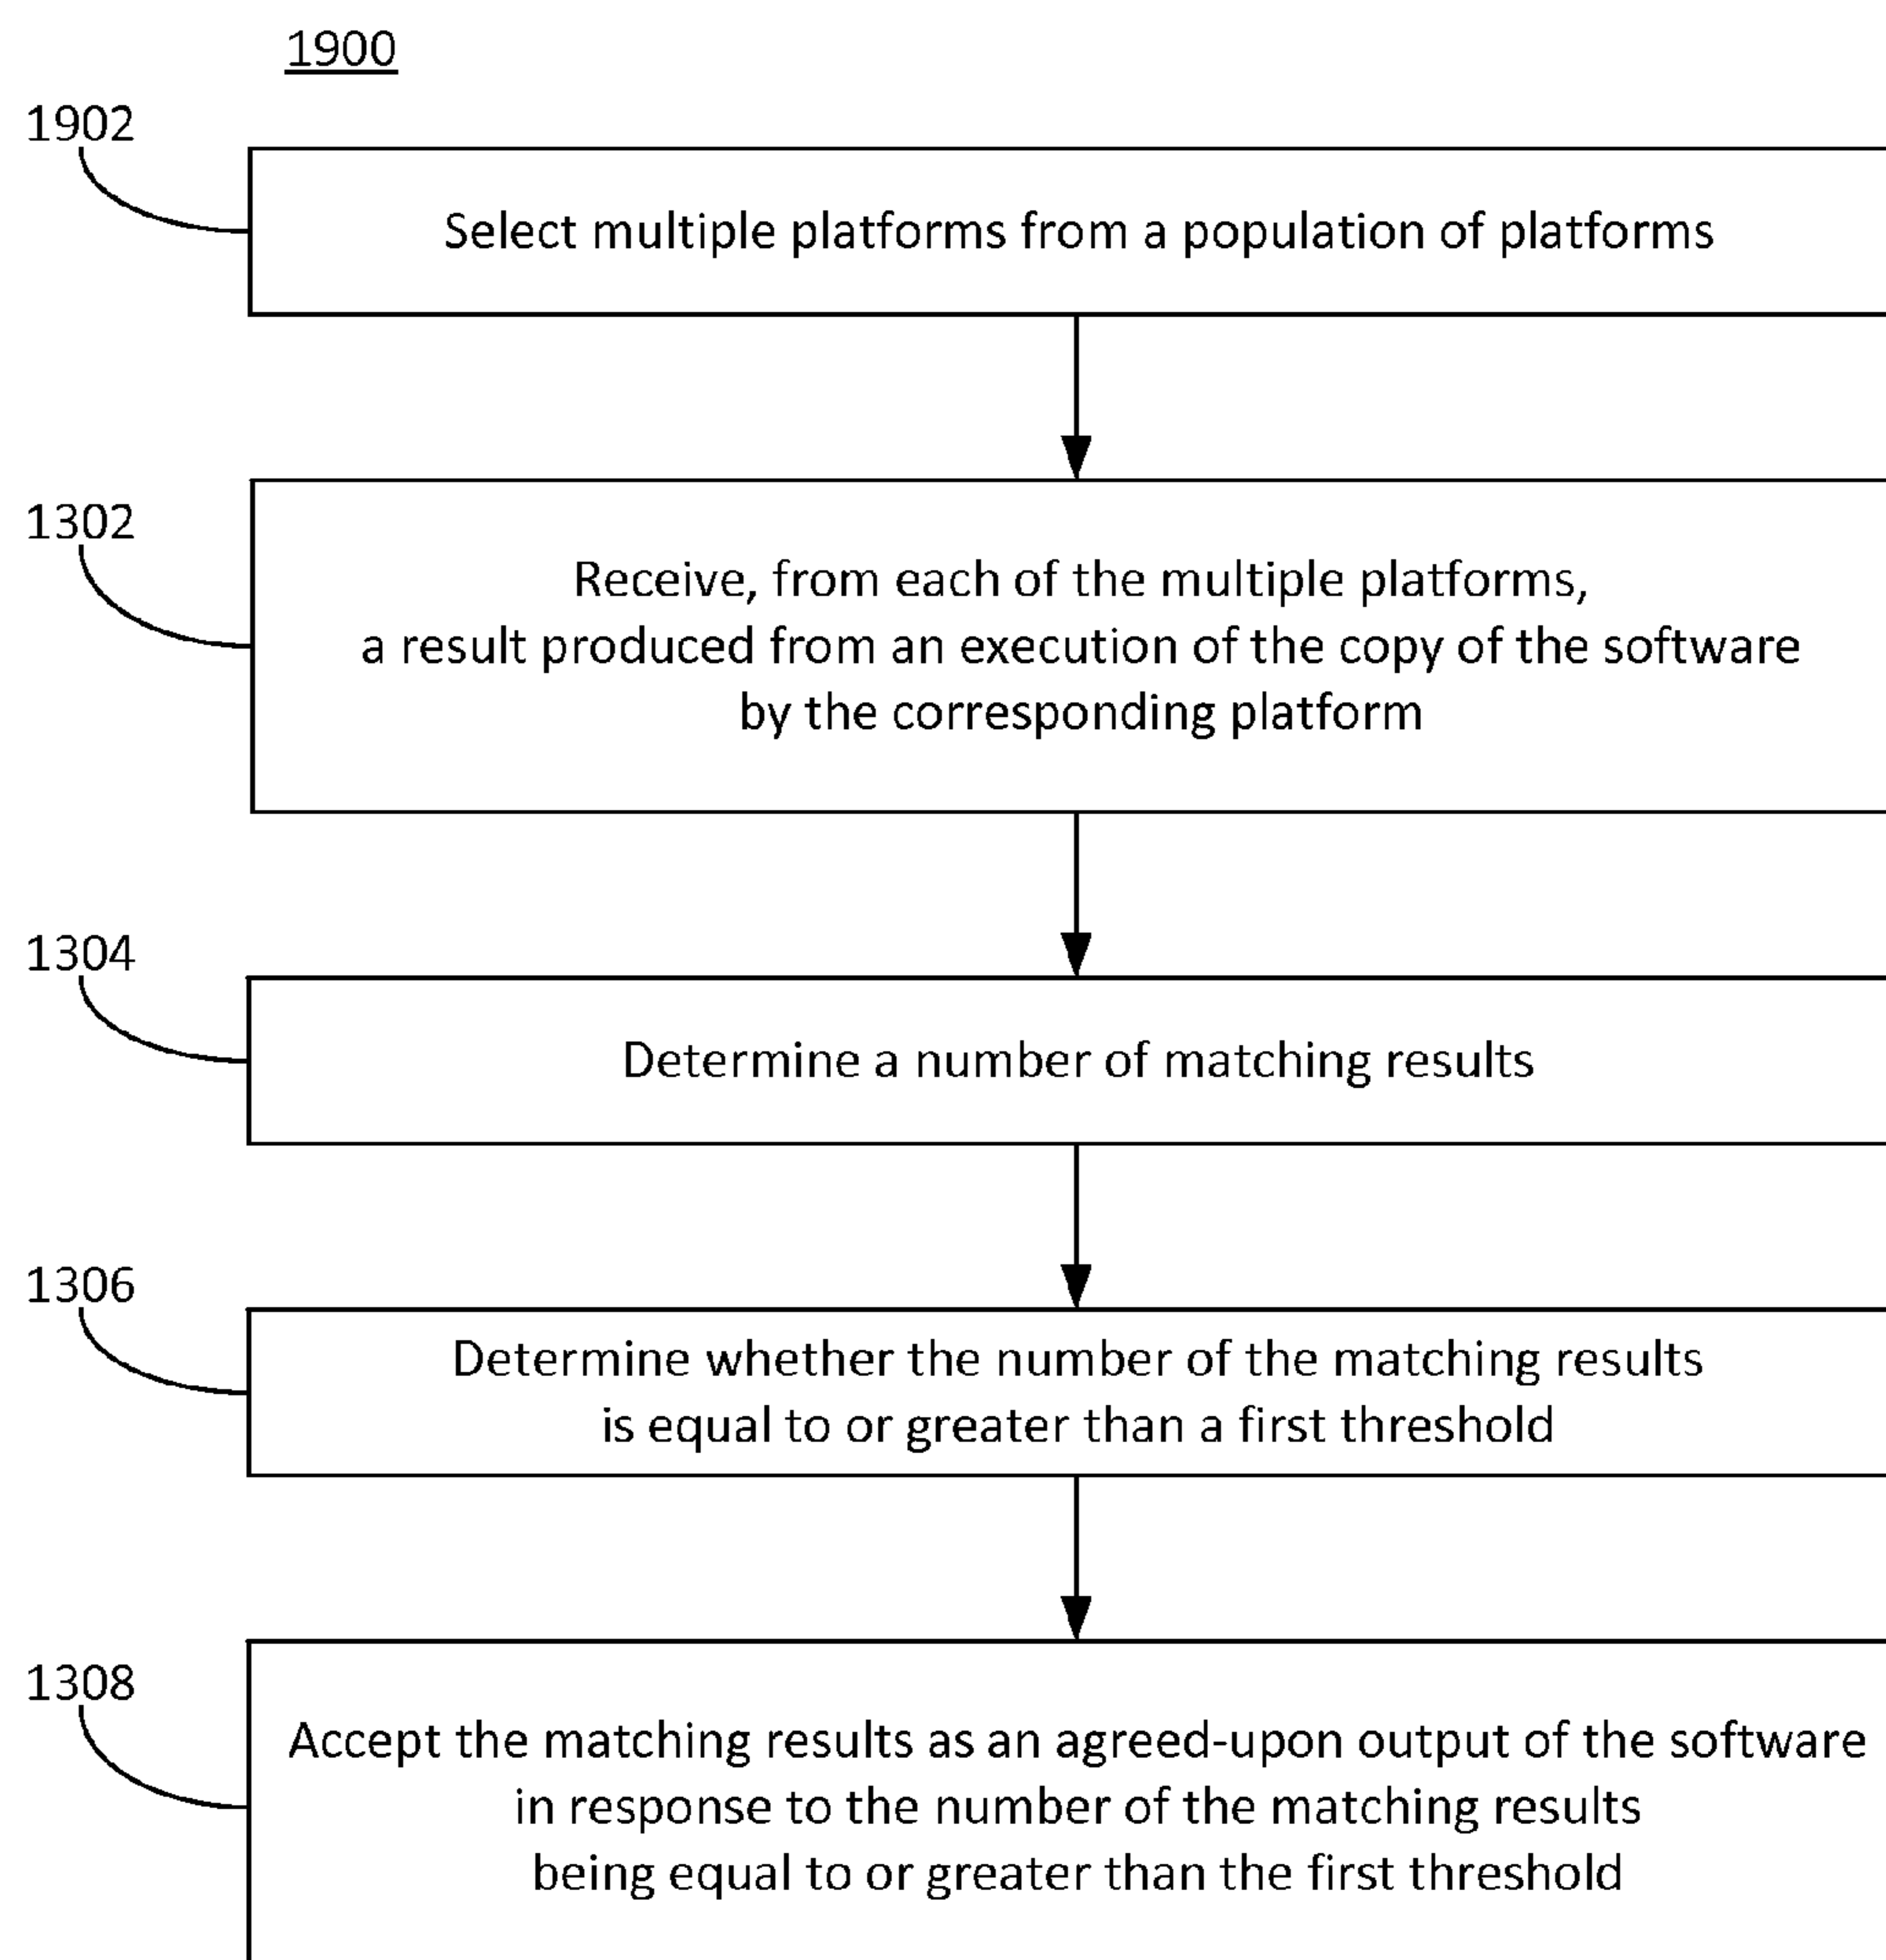 1900
1902
Select multiple platforms from a population of platforms
1302
Receive, from each of the multiple platforms,
a result produced from an execution of the copy of the software
by the corresponding platform
1304
Determine a number of matching results
1306
Determine whether the number of the matching results
is equal to or greater than a first threshold
1308
Accept the matching results as an agreed-upon output of the software
in response to the number of the matching results
being equal to or greater than the first threshold